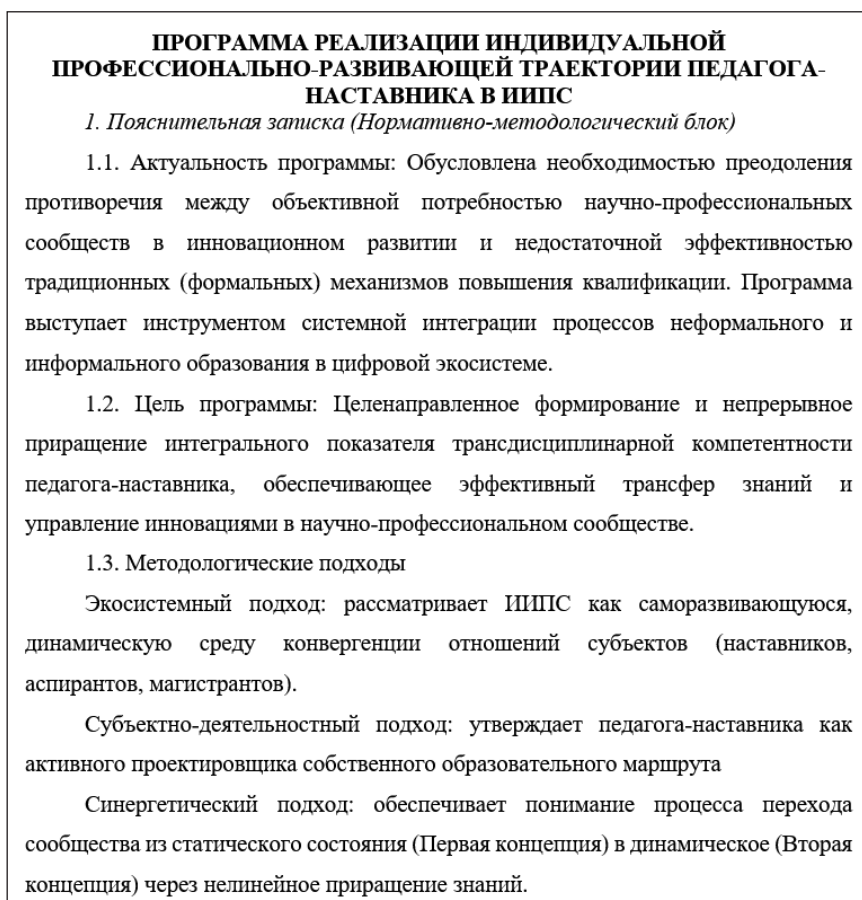 ПРОГРАММА РЕАЛИЗАЦИИ ИНДИВИДУАЛЬНОЙ
ПРОФЕССИОНАЛЬНО-РАЗВИВАЮЩЕЙ ТРАЕКТОРИИ ПЕДАГОГА-
НАСТАВНИКА В ИИПС
1. Пояснительная записка (Нормативно-методологический блок)
1.1. Актуальность программы: Обусловлена необходимостью преодоления
противоречия между объективной потребностью научно-профессиональных
сообществ в инновационном развитии и недостаточной эффективностью
традиционных (формальных) механизмов повышения квалификации. Программа
выступает инструментом системной интеграции процессов неформального и
информального образования в цифровой экосистеме.
1.2. Цель программы: Целенаправленное формирование и непрерывное
приращение интегрального показателя трансдисциплинарной компетентности
педагога-наставника, обеспечивающее эффективный трансфер знаний и
управление инновациями в научно-профессиональном сообществе.
1.3. Методологические подходы
Экосистемный подход: рассматривает ИИПС как саморазвивающуюся,
динамическую среду конвергенции отношений субъектов (наставников,
аспирантов, магистрантов).
Субъектно-деятельностный подход: утверждает педагога-наставника как
активного проектировщика собственного образовательного маршрута
Синергетический подход: обеспечивает понимание процесса перехода
сообщества из статического состояния (Первая концепция) в динамическое (Вторая
концепция) через нелинейное приращение знаний.